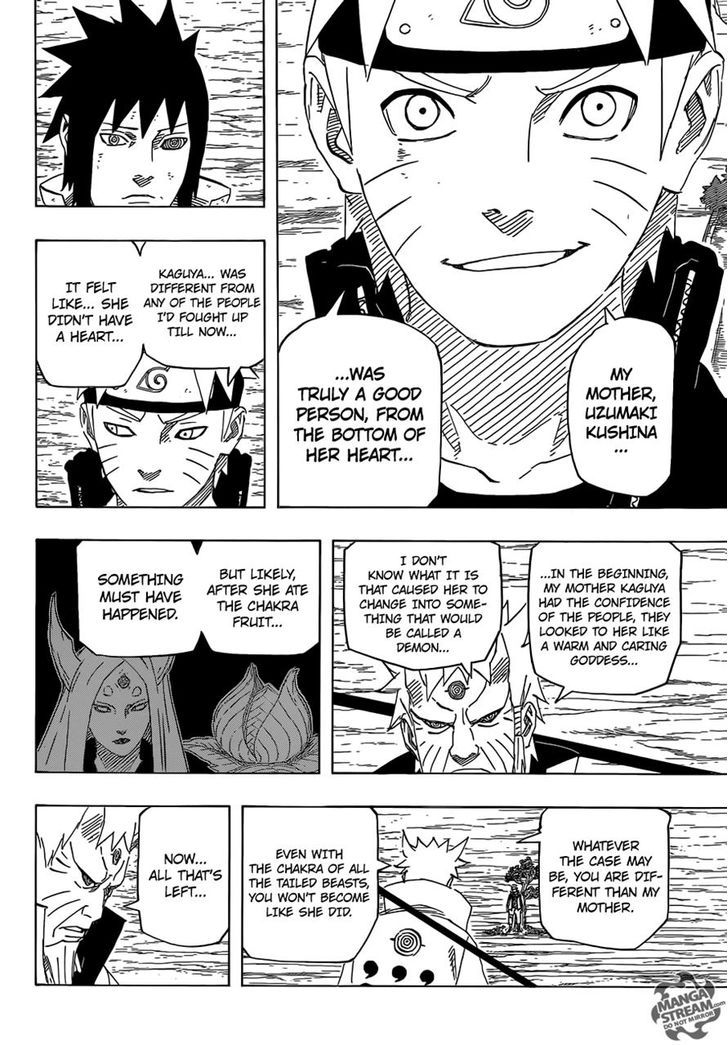 MY
MOTHER,
UZUMAKI
KUSHINA
...
...WAS
TRULY A GOOD
PERSON, FROM
THE BOTTOM OF
HER HEART...
KAGUYA... WAS
DIFFERENT FROM
ANY OF THE PEOPLE
I'D FOUGHT UP
TILL NOW...
IT FELT
LIKE... SHE
DIDN'T HAVE
A HEART...
...IN THE BEGINNING,
MY MOTHER KAGUYA
HAD THE CONFIDENCE
OF THE PEOPLE, THEY
LOOKED TO HER LIKE
A WARM AND CARING
GODDESS...
I DON'T
KNOW WHAT IT IS
THAT CAUSED HER TO
CHANGE INTO SOME-
THING THAT WOULD
BE CALLED A
DEMON...
BUT LIKELY,
AFTER SHE ATE
THE CHAKRA
FRUIT...
SOMETHING
MUST HAVE
HAPPENED.
WHATEVER
THE CASE MAY
BE, YOU ARE DIF-
FERENT THAN MY
MOTHER.
EVEN WITH
THE CHAKRA OF ALL
THE TAILED BEASTS,
YOU WON'T BECOME
LIKE SHE DID.
NOW...
ALL THAT'S
LEFT...
MANGA
STREAM.com
DO NOT MIRROR